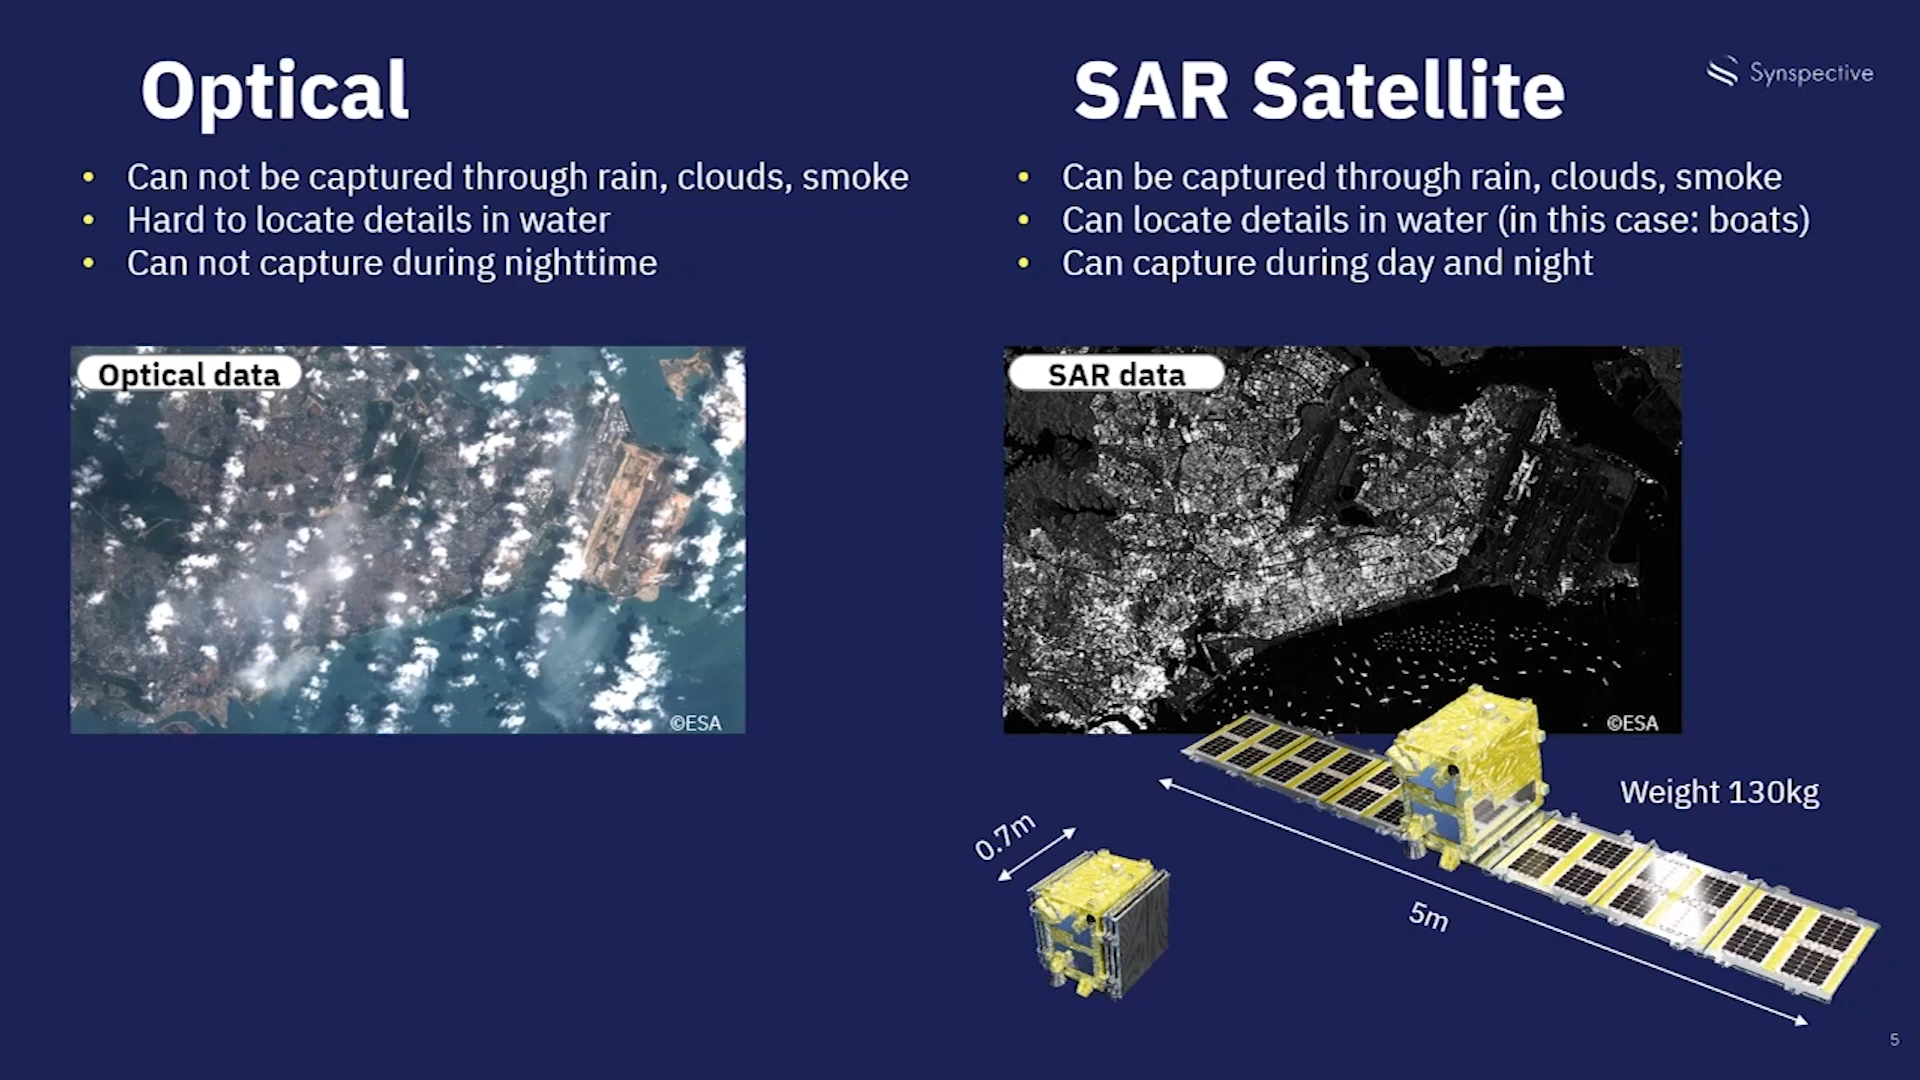 Optical
• Can not be captured through rain, clouds, smoke
• Hard to locate details in water
• Can not capture during nighttime
Optical data
©ESA
SAR Satellite
Synspective
• Can be captured through rain, clouds, smoke
• Can locate details in water (in this case: boats)
• Can capture during day and night
SAR data
©ESA
Weight 130kg
0.7m
5m
5